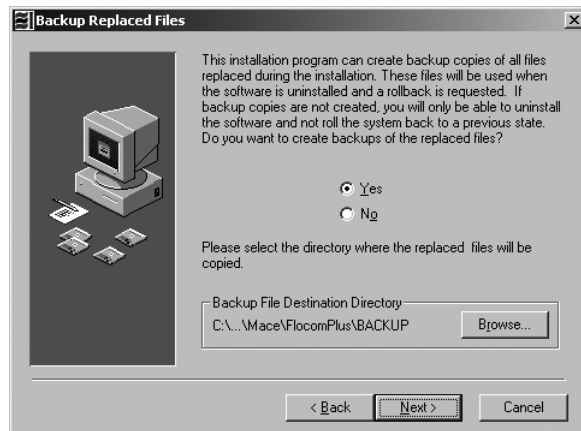 Backup Replaced Files
This installation program can create backup copies of all files
replaced during the installation. These files will be used when
the software is uninstalled and a rollback is requested. If
backup copies are not created, you will only be able to uninstall
the software and not roll the system back to a previous state.
Do you want to create backups of the replaced files?
Yes
No
Please select the directory where the replaced files will be
copied.
Backup File Destination Directory
C:\...\Mace\FlocomPlus\BACKUP
Browse...
< Back
Next >
Cancel